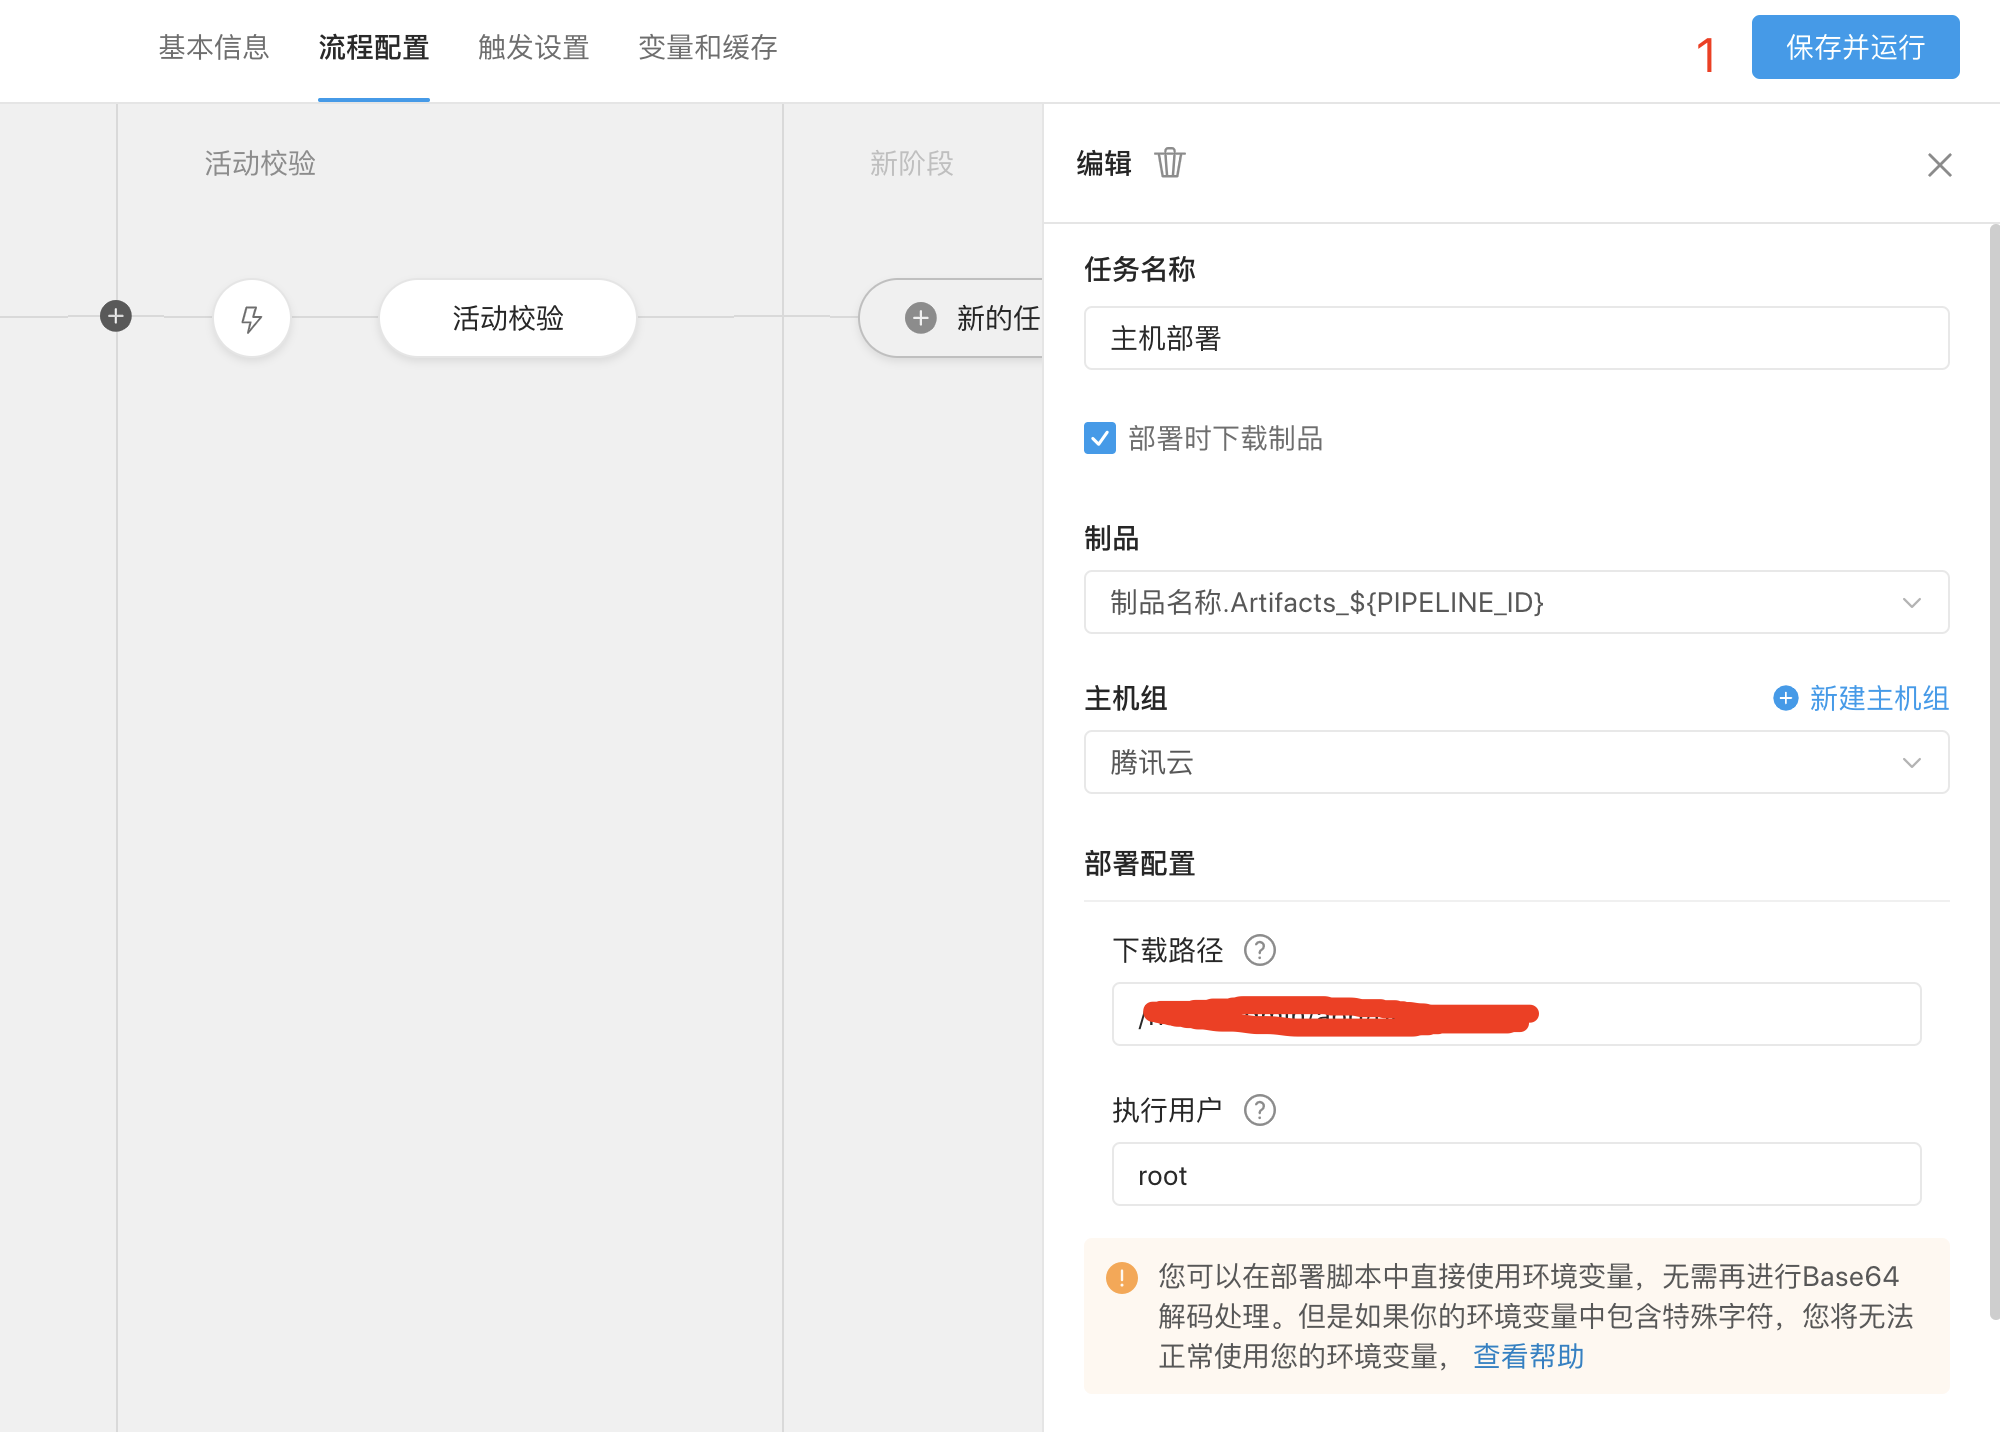 基本信息
流程配置
触发设置
变量和缓存
1
保存并运行
活动校验
新阶段
活动校验
新的任
编辑
任务名称
主机部署
部署时下载制品
制品
制品名称.Artifacts_${PIPELINE_ID}
主机组
新建主机组
腾讯云
部署配置
下载路径
执行用户
root
您可以在部署脚本中直接使用环境变量，无需再进行Base64
解码处理。但是如果你的环境变量中包含特殊字符，您将无法
正常使用您的环境变量， 查看帮助